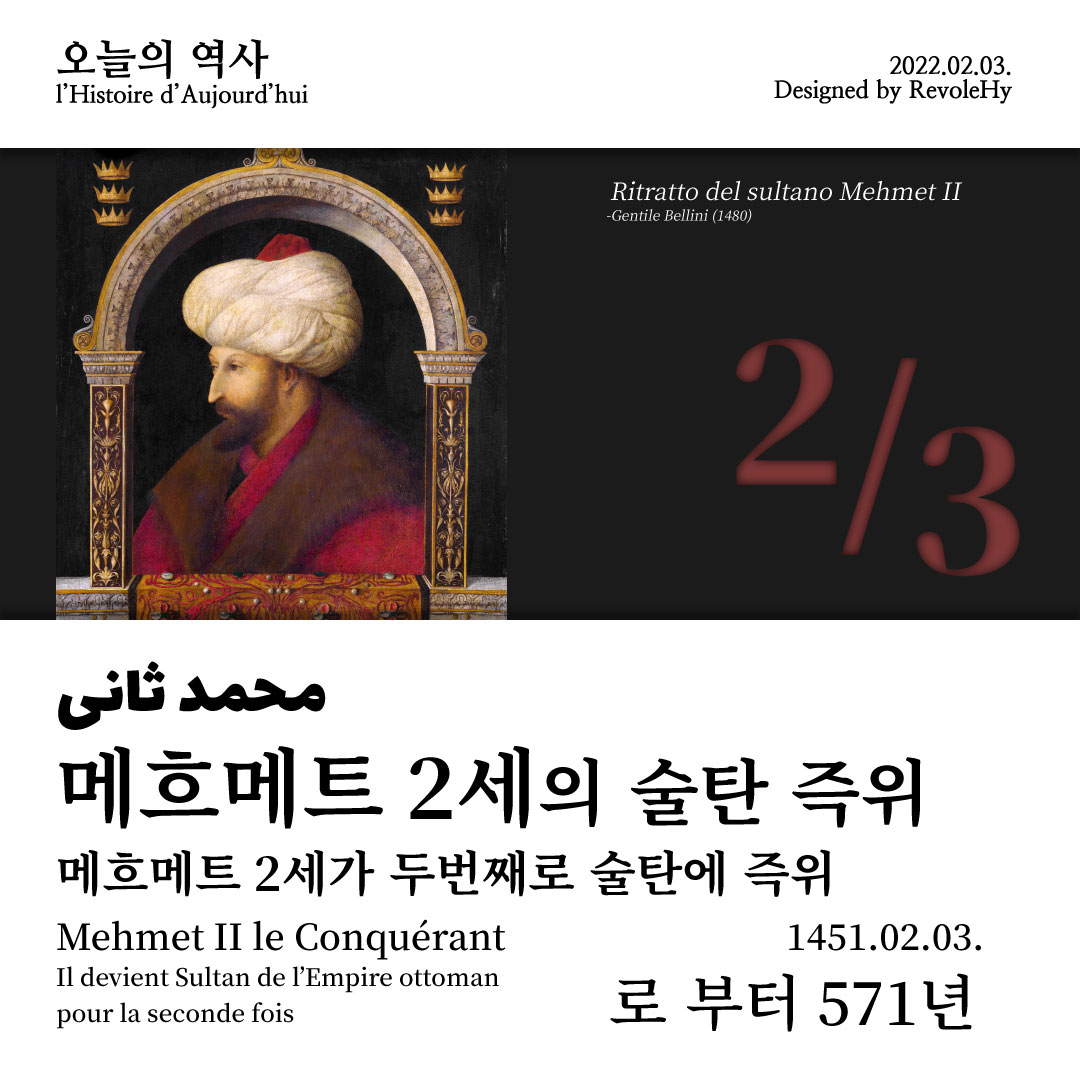 오늘의 역사
l’Histoire d’Aujourd’hui
2022.02.03.
Designed by RevoleHy
Ritratto del sultano Mehmet II
-Gentile Bellini (1480)
2/3
محمد ثانی
메흐메트 2세의 술탄 즉위
메흐메트 2세가 두번째로 술탄에 즉위
Mehmet II le Conquérant
Il devient Sultan de l’Empire ottoman
pour la seconde fois
1451.02.03.
로 부터 571년